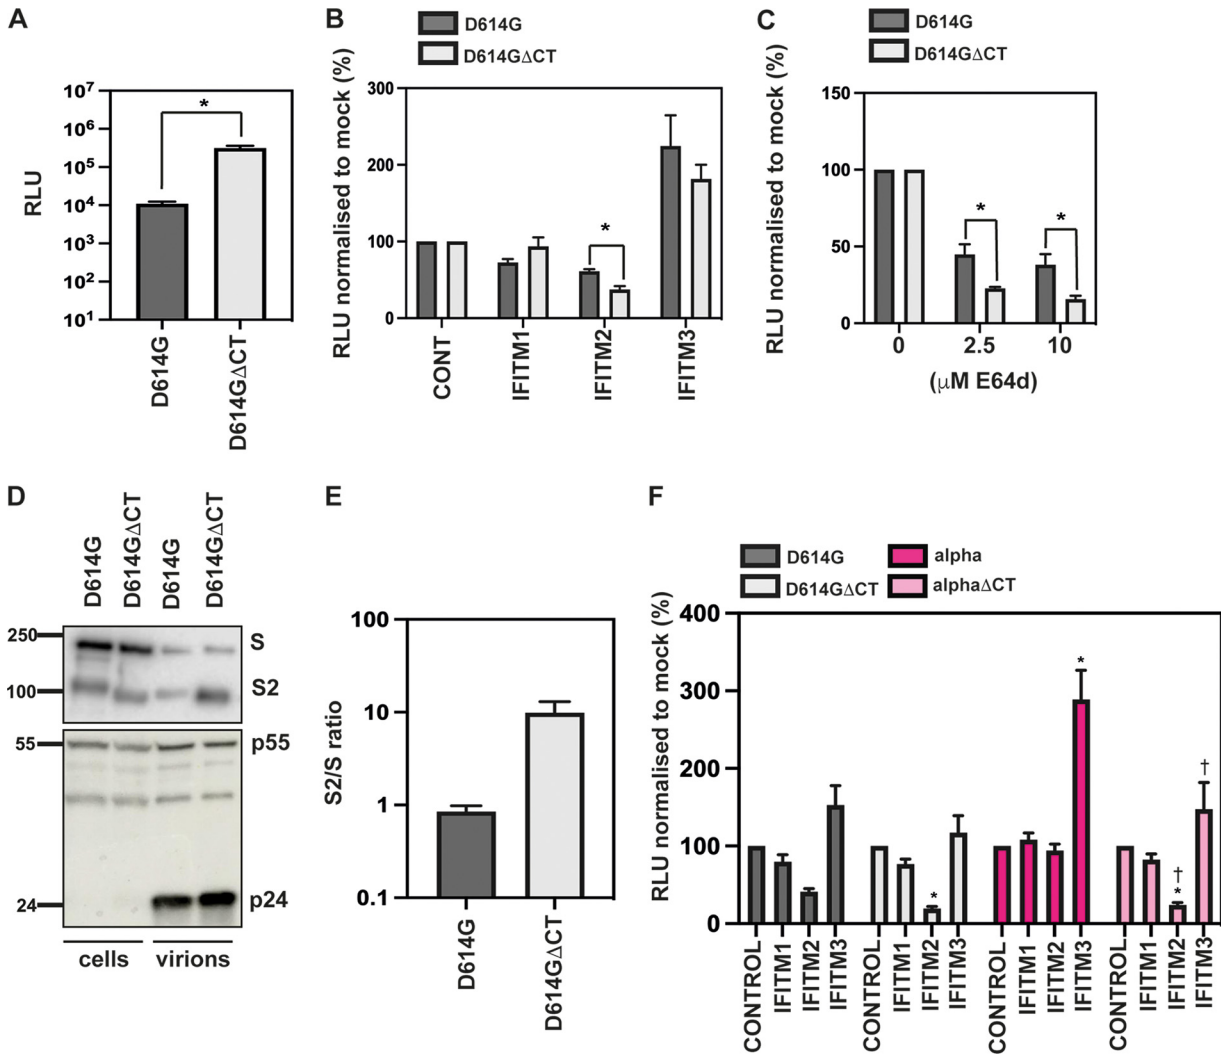 A
RLU
10⁷
10⁶
10⁵
10⁴
10³
10²
10¹
*
D614G
D614GΔCT
B
D614G
D614GΔCT
RLU normalised to mock (%)
300
200
100
0
*
CONT
IFITM1
IFITM2
IFITM3
C
D614G
D614GΔCT
RLU normalised to mock (%)
150
100
50
0
*
*
0 2.5 10
(μM E64d)
D
D614G
D614GΔCT
D614G
D614GΔCT
250
S
100
S2
55
p55
24
p24
cells virions
E
S2/S ratio
100
10
1
0.1
D614G
D614GΔCT
F
D614G alpha
D614GΔCT alphaΔCT
RLU normalised to mock (%)
400
300
200
100
0
*
*
†
*
†
CONTROL
IFITM1
IFITM2
IFITM3
CONTROL
IFITM1
IFITM2
IFITM3
CONTROL
IFITM1
IFITM2
IFITM3
CONTROL
IFITM1
IFITM2
IFITM3